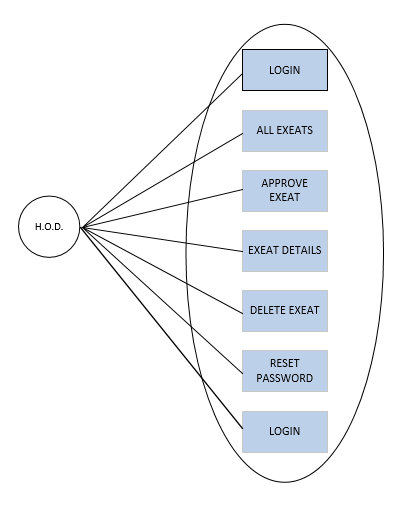 LOGIN
ALL EXEATS
APPROVE
EXEAT
H.O.D.
EXEAT DETAILS
DELETE EXEAT
RESET
PASSWORD
LOGIN